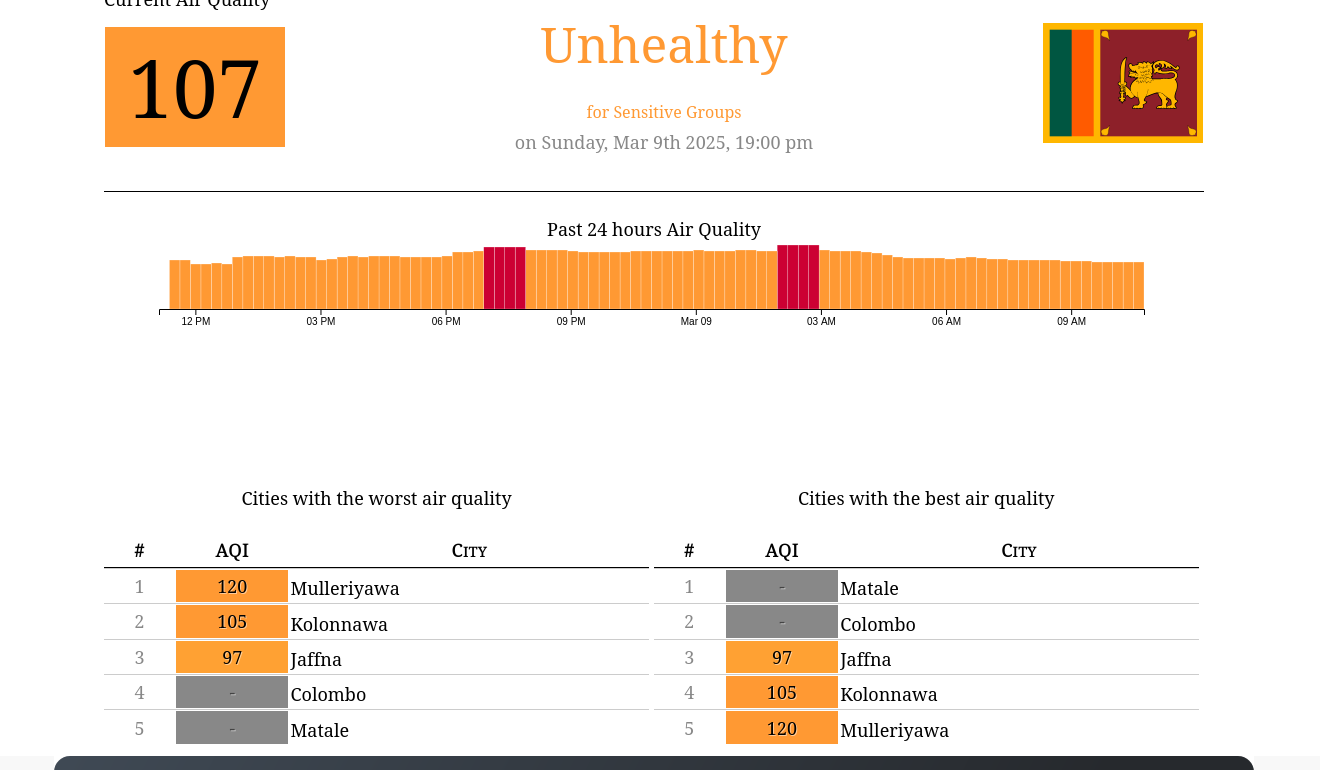 Current Air Quality
107
Unhealthy
for Sensitive Groups
on Sunday, Mar 9th 2025, 19:00 pm
Past 24 hours Air Quality
12 PM 03 PM 06 PM 09 PM Mar 09 03 AM 06 AM 09 AM
Cities with the worst air quality
# AQI City
1 120 Mulleriyawa
2 105 Kolonnawa
3 97 Jaffna
4 - Colombo
5 - Matale
Cities with the best air quality
# AQI City
1 - Matale
2 - Colombo
3 97 Jaffna
4 105 Kolonnawa
5 120 Mulleriyawa